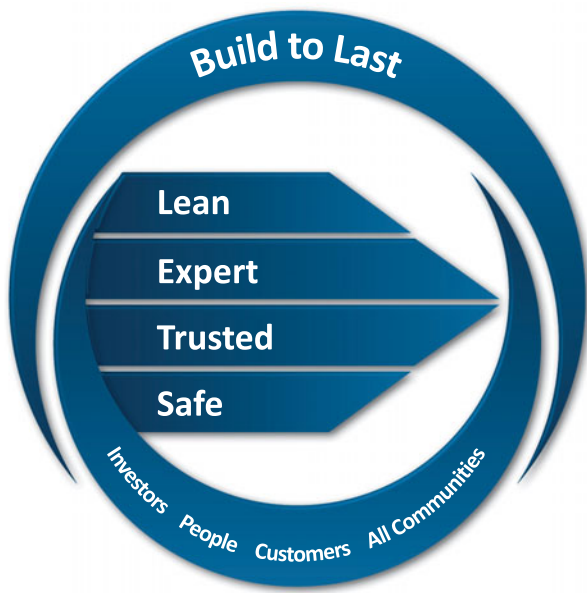 Build to Last
Lean
Expert
Trusted
Safe
Investors People Customers All Communities